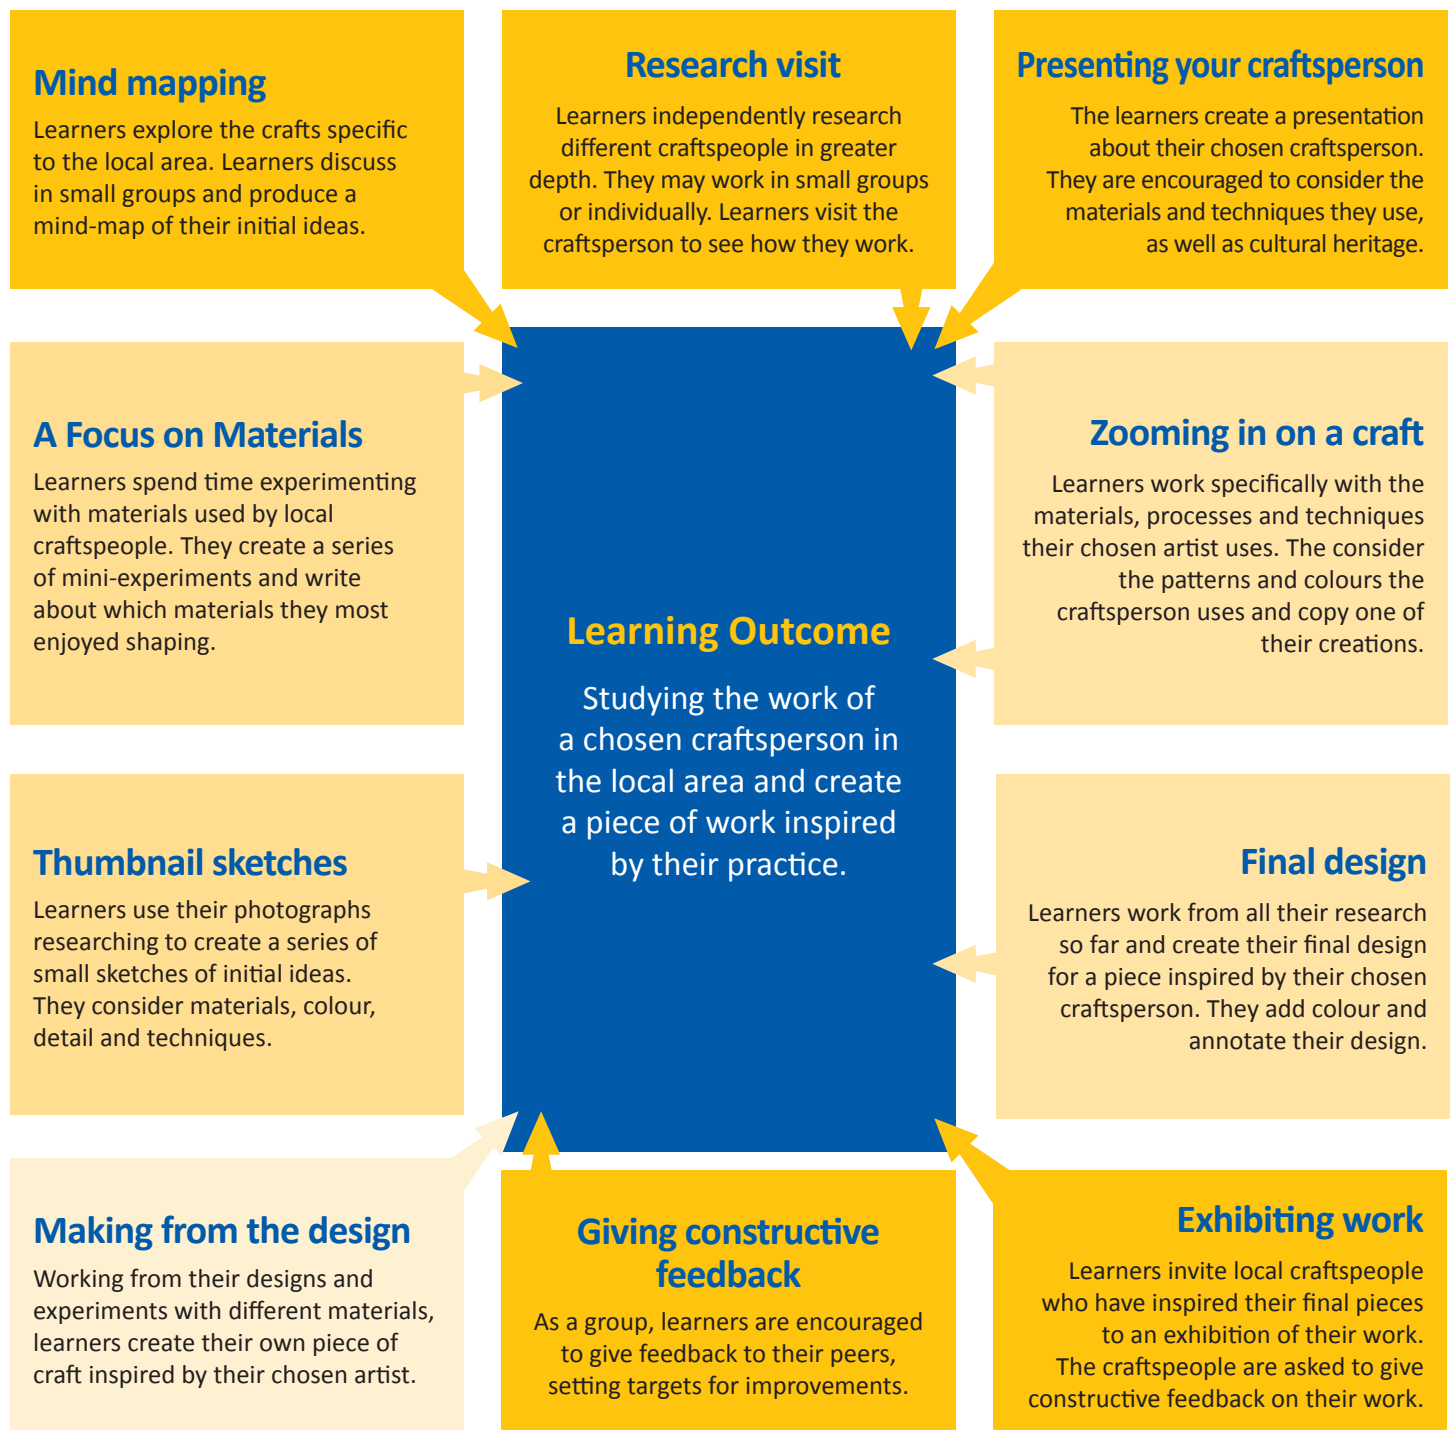 Mind mapping
Learners explore the crafts specific
to the local area. Learners discuss
in small groups and produce a
mind-map of their initial ideas.
Research visit
Learners independently research
different craftspeople in greater
depth. They may work in small groups
or individually. Learners visit the
craftsperson to see how they work.
Presenting your craftsperson
The learners create a presentation
about their chosen craftsperson.
They are encouraged to consider the
materials and techniques they use,
as well as cultural heritage.
A Focus on Materials
Learners spend time experimenting
with materials used by local
craftspeople. They create a series
of mini-experiments and write
about which materials they most
enjoyed shaping.
Learning Outcome
Studying the work of
a chosen craftsperson in
the local area and create
a piece of work inspired
by their practice.
Zooming in on a craft
Learners work specifically with the
materials, processes and techniques
their chosen artist uses. The consider
the patterns and colours the
craftsperson uses and copy one of
their creations.
Thumbnail sketches
Learners use their photographs
researching to create a series of
small sketches of initial ideas.
They consider materials, colour,
detail and techniques.
Final design
Learners work from all their research
so far and create their final design
for a piece inspired by their chosen
craftsperson. They add colour and
annotate their design.
Making from the design
Working from their designs and
experiments with different materials,
learners create their own piece of
craft inspired by their chosen artist.
Giving constructive
feedback
As a group, learners are encouraged
to give feedback to their peers,
setting targets for improvements.
Exhibiting work
Learners invite local craftspeople
who have inspired their final pieces
to an exhibition of their work.
The craftspeople are asked to give
constructive feedback on their work.